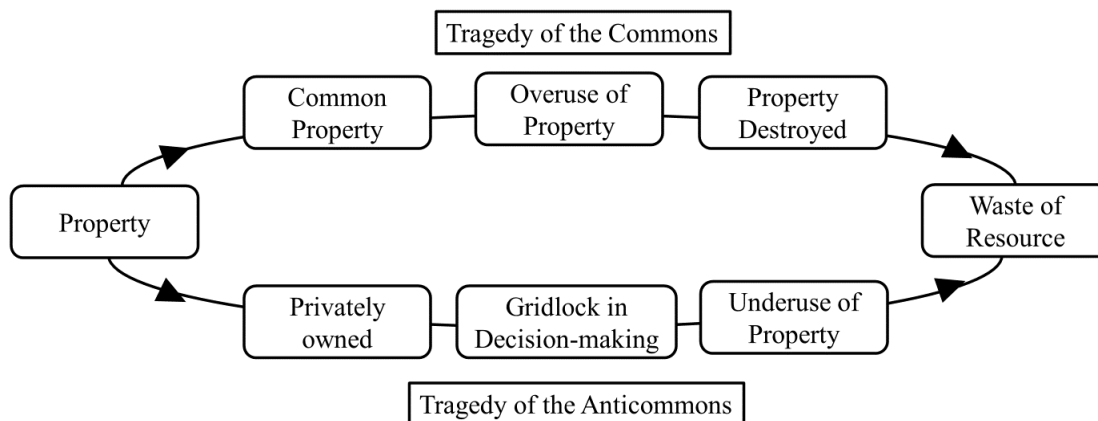 Tragedy of the Commons
Common
Property
Overuse of
Property
Property
Destroyed
Property
Waste of
Resource
Privately
owned
Gridlock in
Decision-making
Underuse of
Property
Tragedy of the Anticommons